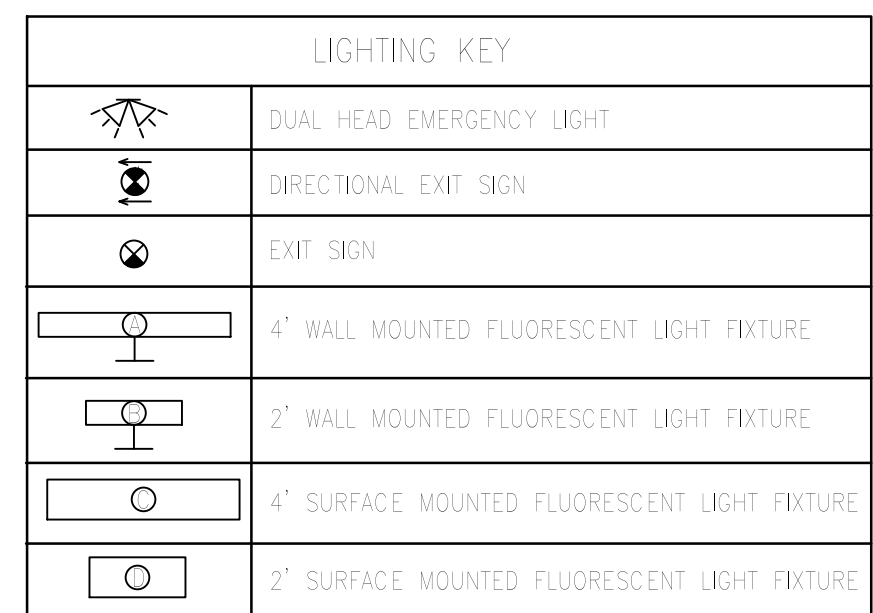 LIGHTING KEY
DUAL HEAD EMERGENCY LIGHT
DIRECTIONAL EXIT SIGN
EXIT SIGN
A 4' WALL MOUNTED FLUORESCENT LIGHT FIXTURE
B 2' WALL MOUNTED FLUORESCENT LIGHT FIXTURE
C 4' SURFACE MOUNTED FLUORESCENT LIGHT FIXTURE
D 2' SURFACE MOUNTED FLUORESCENT LIGHT FIXTURE